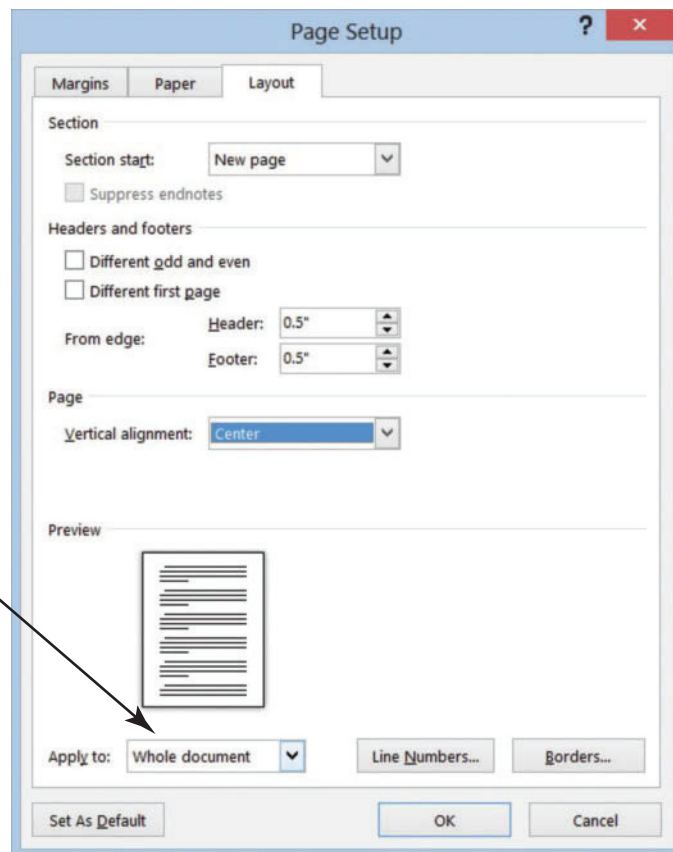 Page Setup ? ×
Margins Paper Layout
Section
Section start: New page
Suppress endnotes
Headers and footers
Different odd and even
Different first page
From edge: Header: 0.5"
Footer: 0.5"
Page
Vertical alignment: Center
Preview
Apply to: Whole document Line Numbers... Borders...
Set As Default OK Cancel